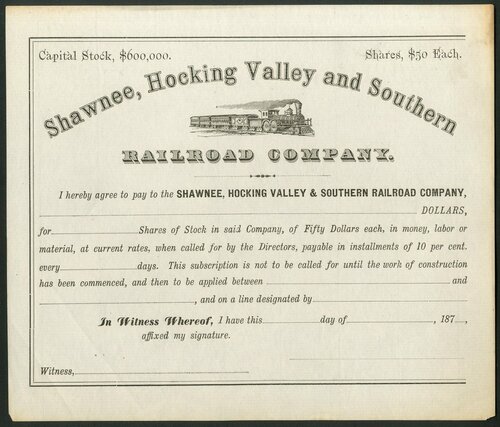 Capital Stock, $600,000. Shares, $50 Each.
Shawnee, Hocking Valley and Southern
RAILROAD COMPANY.
I hereby agree to pay to the SHAWNEE, HOCKING VALLEY & SOUTHERN RAILROAD COMPANY,
DOLLARS,
for Shares of Stock in said Company, of Fifty Dollars each, in money, labor or
material, at current rates, when called for by the Directors, payable in installments of 10 per cent.
every days. This subscription is not to be called for until the work of construction
has been commenced, and then to be applied between and
, and on a line designated by
In Witness Whereof, I have this day of , 187 ,
affixed my signature.
Witness,